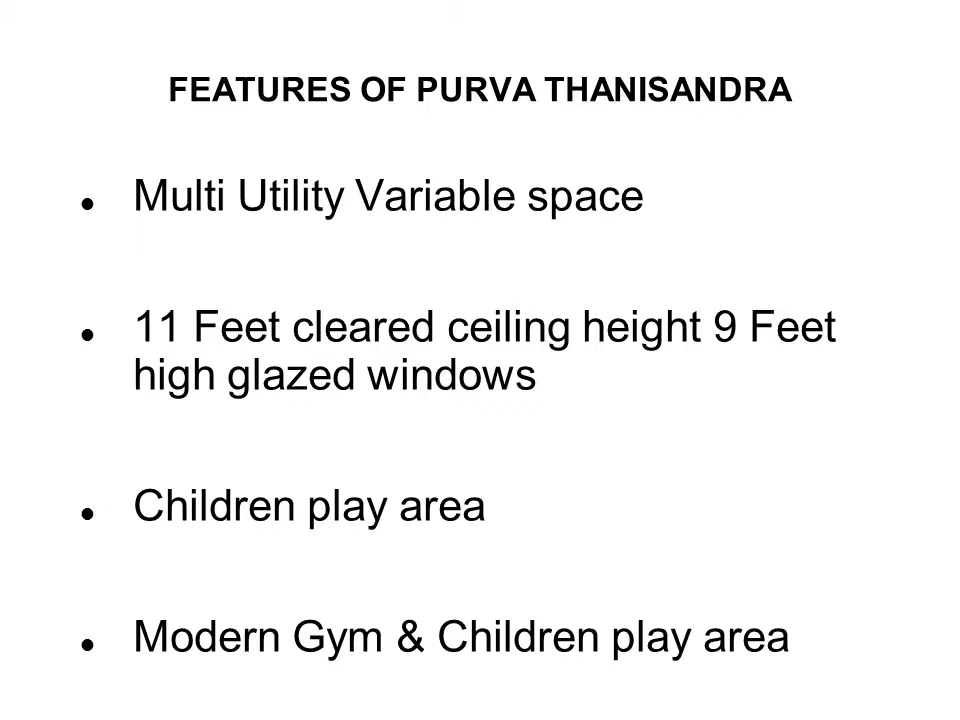 FEATURES OF PURVA THANISANDRA
● Multi Utility Variable space
● 11 Feet cleared ceiling height 9 Feet
high glazed windows
● Children play area
● Modern Gym & Children play area